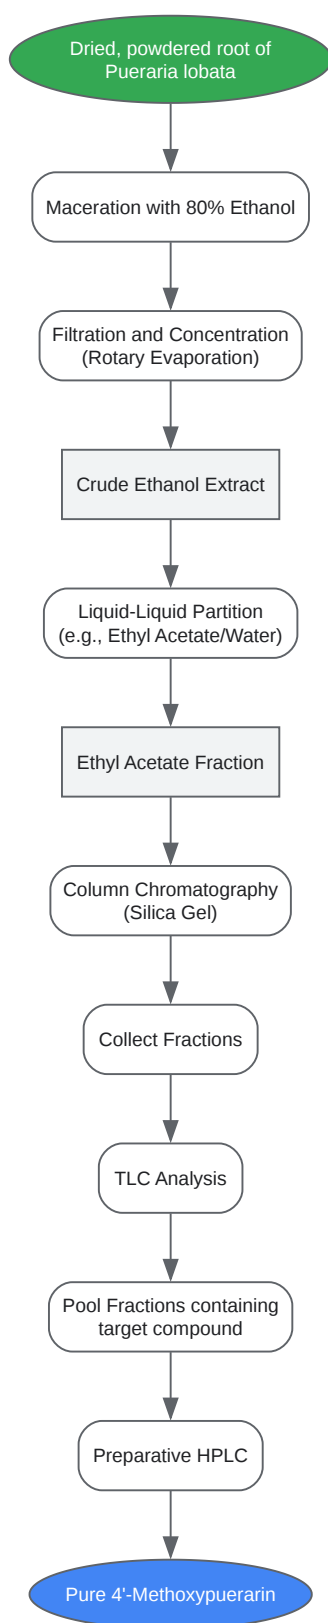 Dried, powdered root of
Pueraria lobata
Maceration with 80% Ethanol
Filtration and Concentration
(Rotary Evaporation)
Crude Ethanol Extract
Liquid-Liquid Partition
(e.g., Ethyl Acetate/Water)
Ethyl Acetate Fraction
Column Chromatography
(Silica Gel)
Collect Fractions
TLC Analysis
Pool Fractions containing
target compound
Preparative HPLC
Pure 4'-Methoxypuerarin